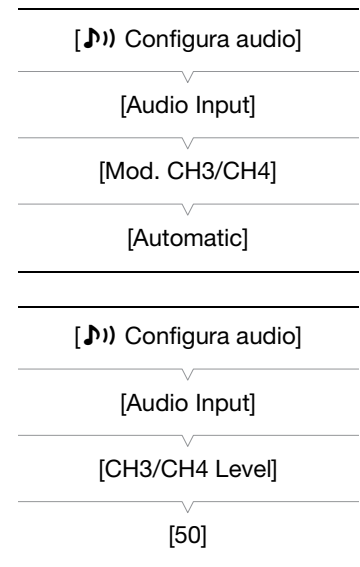 [♪)) Configura audio]
[Audio Input]
[Mod. CH3/CH4]
[Automatic]
[♪)) Configura audio]
[Audio Input]
[CH3/CH4 Level]
[50]